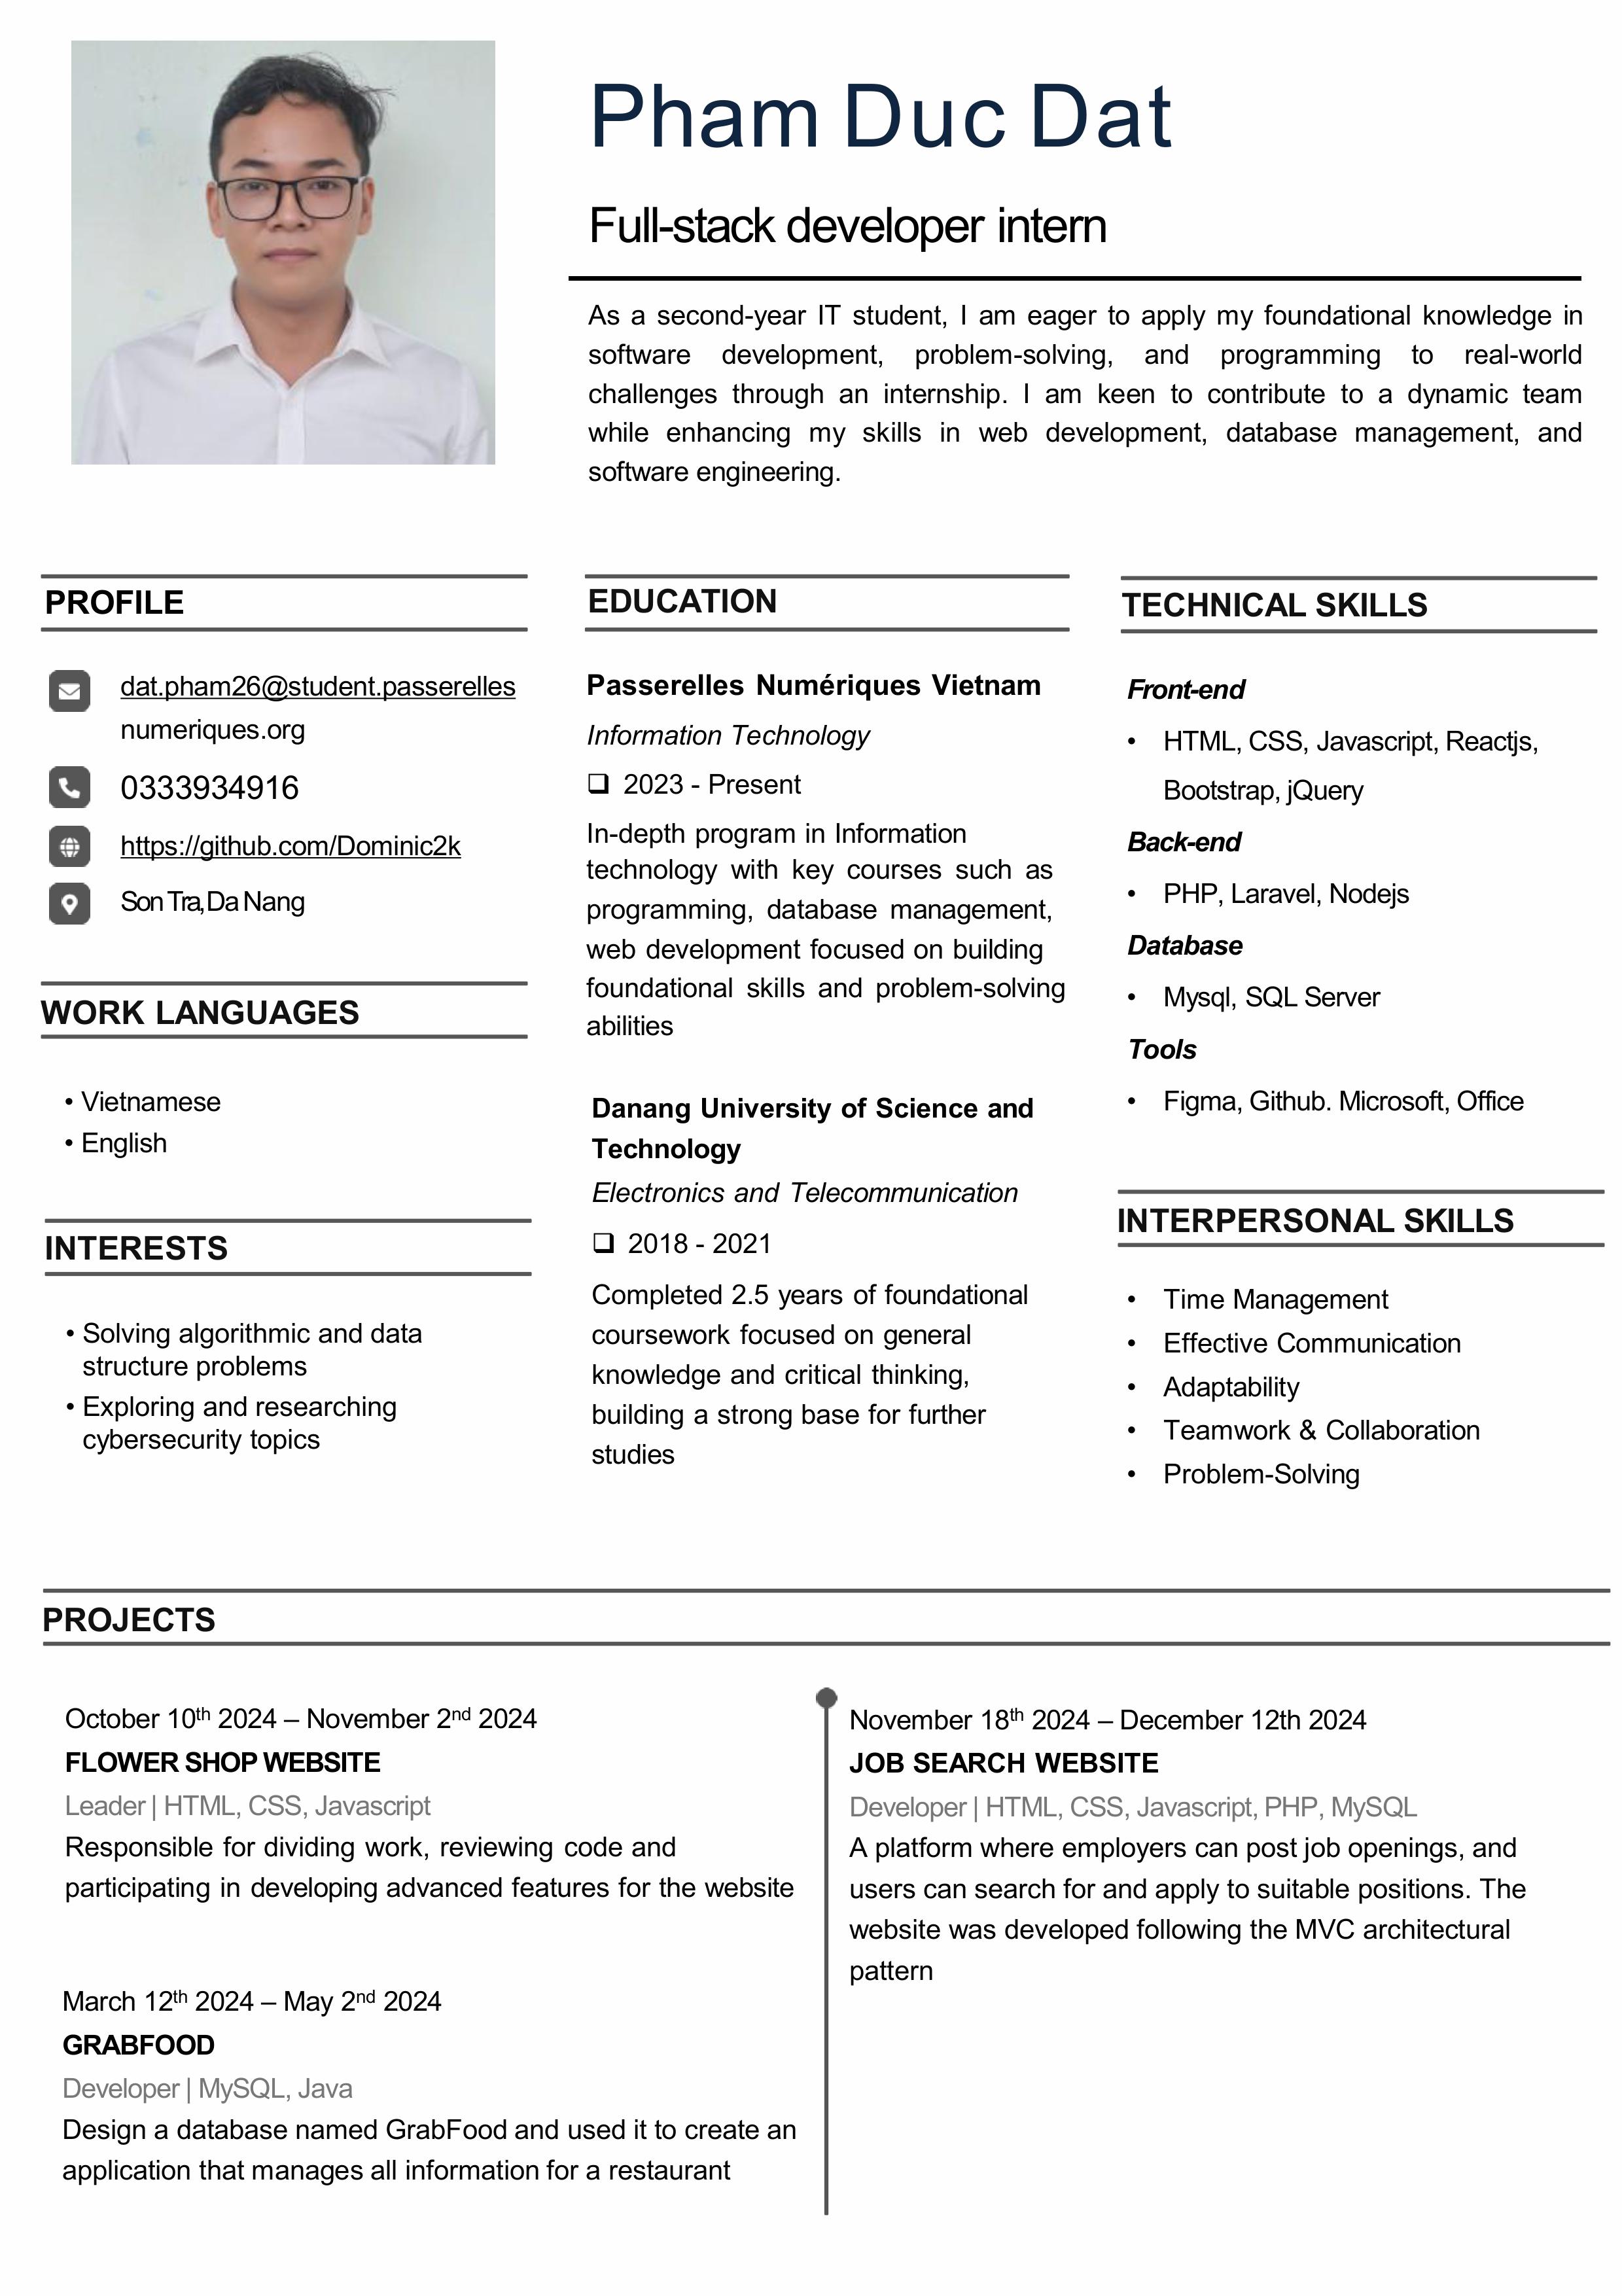 Pham Duc Dat
Full-stack developer intern
As a second-year IT student, I am eager to apply my foundational knowledge in
software development, problem-solving, and programming to real-world
challenges through an internship. I am keen to contribute to a dynamic team
while enhancing my skills in web development, database management, and
software engineering.
PROFILE
dat.pham26@student.passerelles
numeriques.org
0333934916
https://github.com/Dominic2k
Son Tra, Da Nang
WORK LANGUAGES
• Vietnamese
• English
INTERESTS
• Solving algorithmic and data
structure problems
• Exploring and researching
cybersecurity topics
EDUCATION
Passerelles Numériques Vietnam
Information Technology
❑ 2023 - Present
In-depth program in Information
technology with key courses such as
programming, database management,
web development focused on building
foundational skills and problem-solving
abilities
Danang University of Science and
Technology
Electronics and Telecommunication
❑ 2018 - 2021
Completed 2.5 years of foundational
coursework focused on general
knowledge and critical thinking,
building a strong base for further
studies
TECHNICAL SKILLS
Front-end
• HTML, CSS, Javascript, Reactjs,
Bootstrap, jQuery
Back-end
• PHP, Laravel, Nodejs
Database
• Mysql, SQL Server
Tools
• Figma, Github. Microsoft, Office
INTERPERSONAL SKILLS
• Time Management
• Effective Communication
• Adaptability
• Teamwork & Collaboration
• Problem-Solving
PROJECTS
October 10th 2024 – November 2nd 2024
FLOWER SHOP WEBSITE
Leader | HTML, CSS, Javascript
Responsible for dividing work, reviewing code and
participating in developing advanced features for the website
March 12th 2024 – May 2nd 2024
GRABFOOD
Developer | MySQL, Java
Design a database named GrabFood and used it to create an
application that manages all information for a restaurant
November 18th 2024 – December 12th 2024
JOB SEARCH WEBSITE
Developer | HTML, CSS, Javascript, PHP, MySQL
A platform where employers can post job openings, and
users can search for and apply to suitable positions. The
website was developed following the MVC architectural
pattern